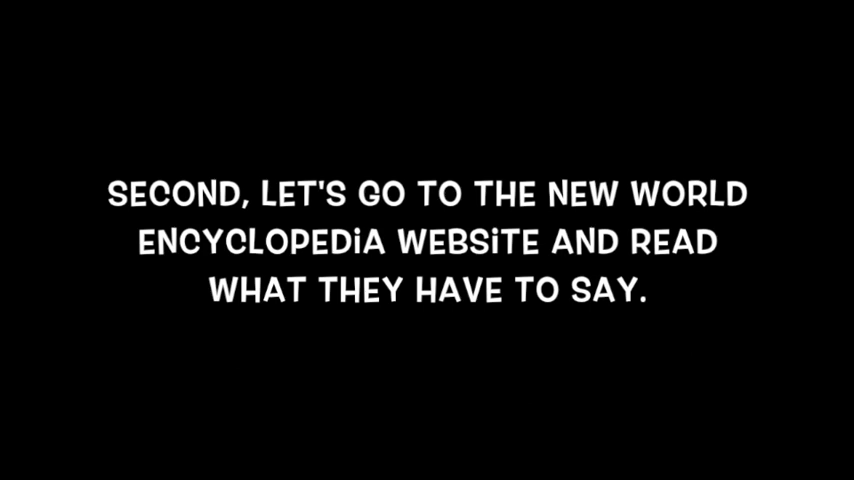 SECOND, LET'S GO TO THE NEW WORLD
ENCYCLOPEDiA WEBSiTE AND READ
WHAT THEY HAVE TO SAY.